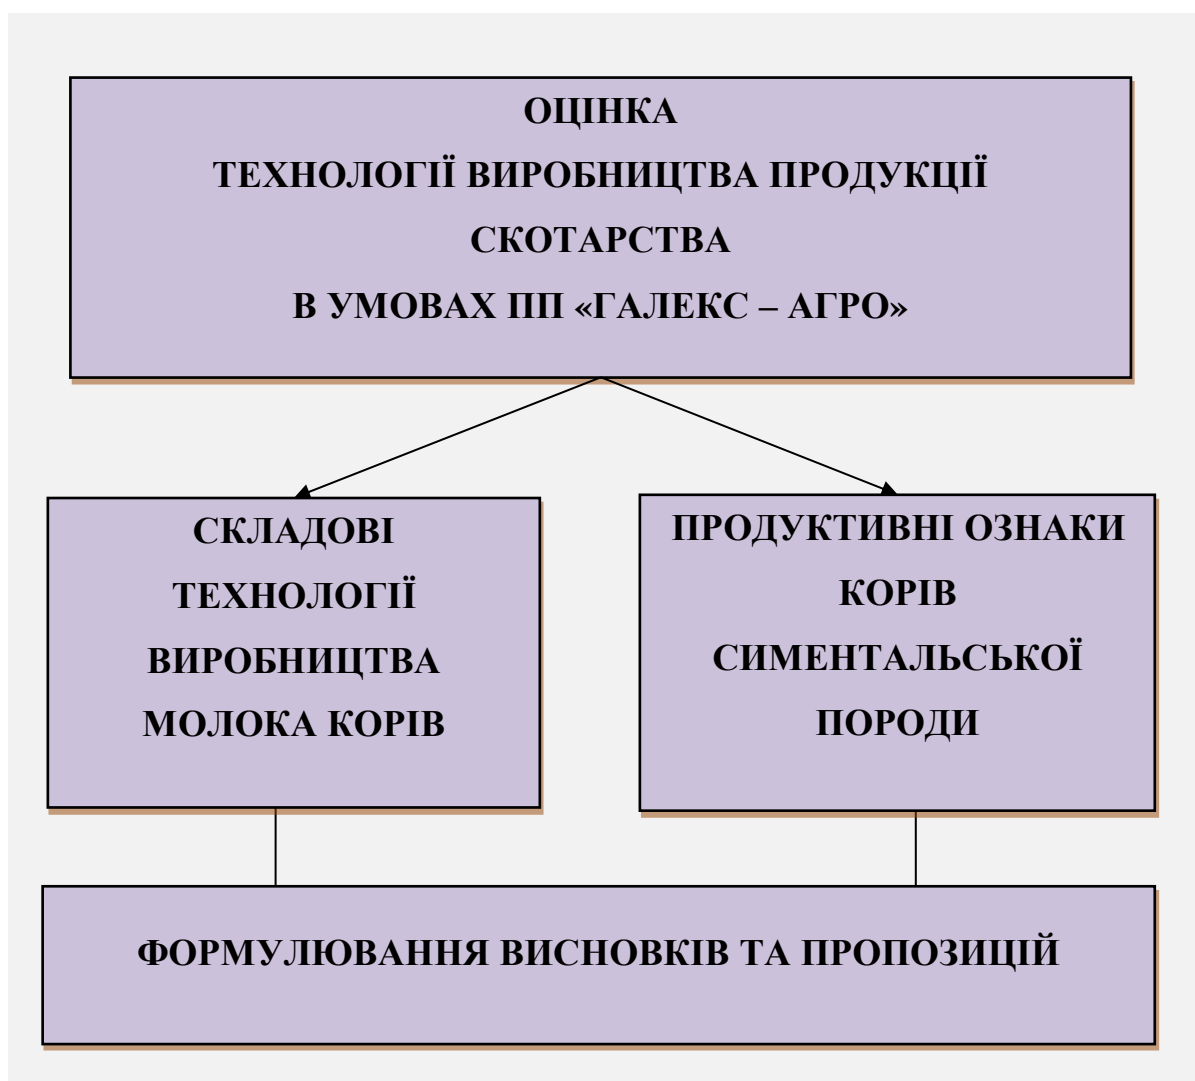 ОЦІНКА
ТЕХНОЛОГІЇ ВИРОБНИЦТВА ПРОДУКЦІЇ
СКОТАРСТВА
В УМОВАХ ПП «ГАЛЕКС – АГРО»
СКЛАДОВІ
ТЕХНОЛОГІЇ
ВИРОБНИЦТВА
МОЛОКА КОРІВ
ПРОДУКТИВНІ ОЗНАКИ
КОРІВ
СИМЕНТАЛЬСЬКОЇ
ПОРОДИ
ФОРМУЛЮВАННЯ ВИСНОВКІВ ТА ПРОПОЗИЦІЙ